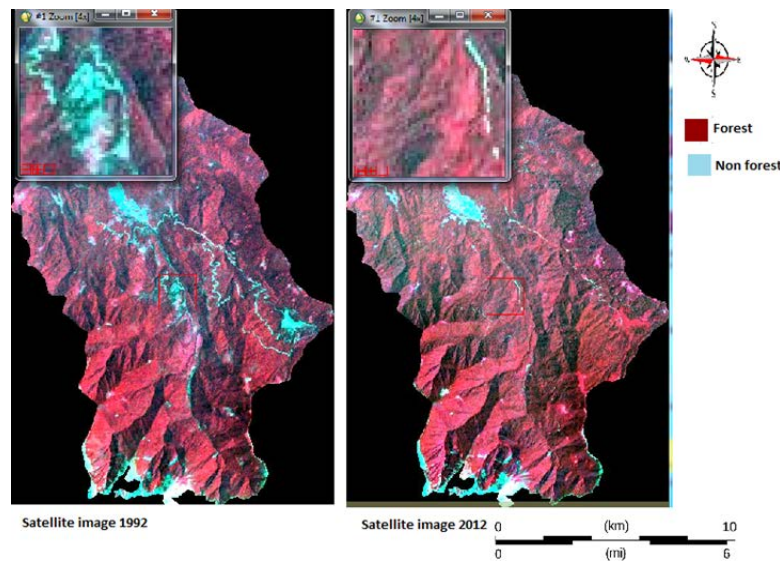 #1 Zoom [4x]
#1 Zoom [4x]
S
Forest
Non forest
Satellite image 1992
Satellite image 2012
0 (km) 10
0 (mi) 6